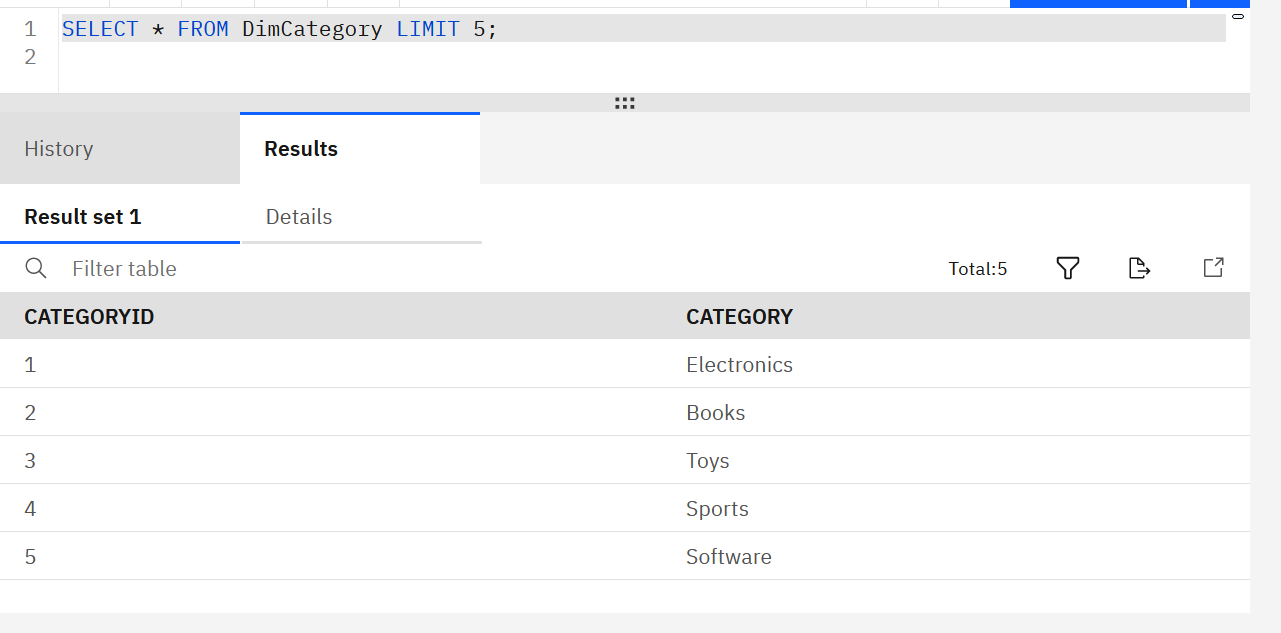 1 SELECT * FROM DimCategory LIMIT 5;
2
History Results
Result set 1 Details
Filter table Total:5
CATEGORYID CATEGORY
1 Electronics
2 Books
3 Toys
4 Sports
5 Software